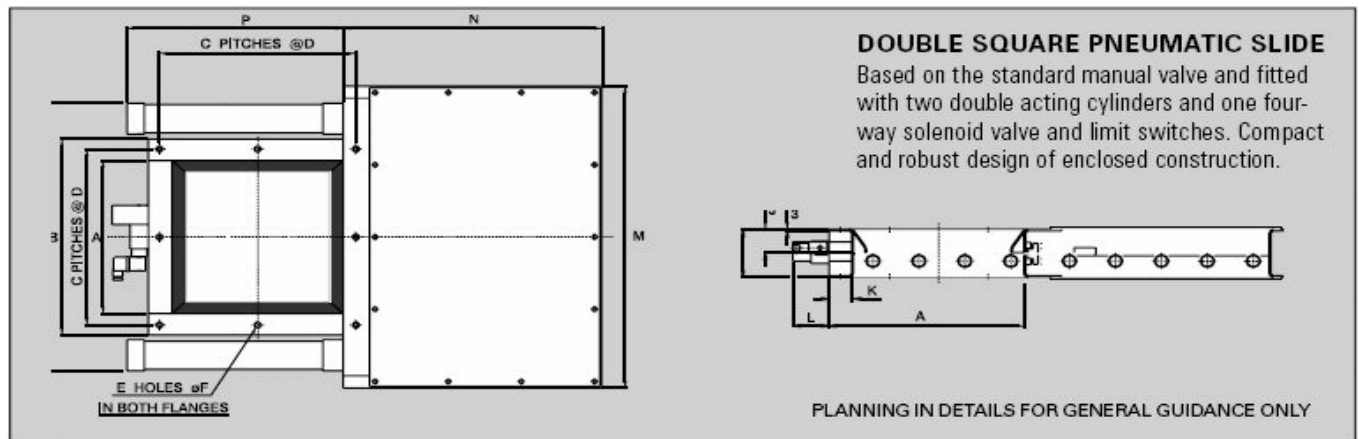 P
N
C PITCHES @D
DOUBLE SQUARE PNEUMATIC SLIDE
Based on the standard manual valve and fitted
with two double acting cylinders and one four-
way solenoid valve and limit switches. Compact
and robust design of enclosed construction.
C PITCHES @ D
A
M
3
K
L
A
E HOLES øF
IN BOTH FLANGES
PLANNING IN DETAILS FOR GENERAL GUIDANCE ONLY